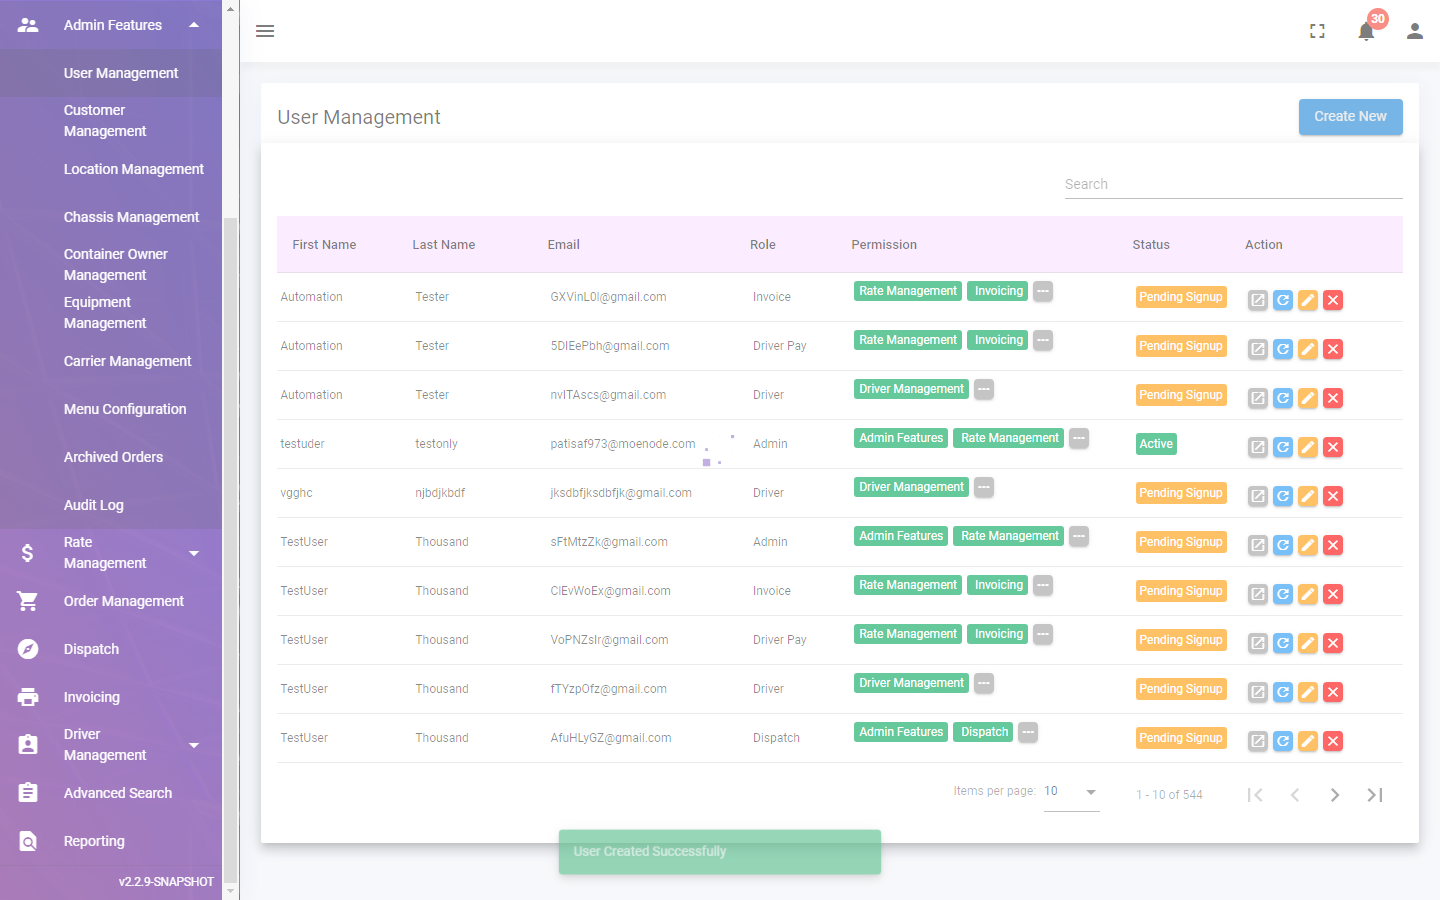 Admin Features
User Management
Customer
Management
Location Management
Chassis Management
Container Owner
Management
Equipment
Management
Carrier Management
Menu Configuration
Archived Orders
Audit Log
Rate
Management
Order Management
Dispatch
Invoicing
Driver
Management
Advanced Search
Reporting
v2.2.9-SNAPSHOT
30
User Management
Create New
Search
First Name Last Name Email Role Permission Status Action
Automation Tester GXVinL0l@gmail.com Invoice Rate Management Invoicing --- Pending Signup
Automation Tester 5DIEePbh@gmail.com Driver Pay Rate Management Invoicing --- Pending Signup
Automation Tester nvITAscs@gmail.com Driver Driver Management --- Pending Signup
testuder testonly patisaf973@moenode.com Admin Admin Features Rate Management --- Active
vgghc njbdjkbdf jksdbfjksdbfjk@gmail.com Driver Driver Management --- Pending Signup
TestUser Thousand sFtMtzZk@gmail.com Admin Admin Features Rate Management --- Pending Signup
TestUser Thousand ClEvWoEx@gmail.com Invoice Rate Management Invoicing --- Pending Signup
TestUser Thousand VoPNZslr@gmail.com Driver Pay Rate Management Invoicing --- Pending Signup
TestUser Thousand fTYzpOfz@gmail.com Driver Driver Management --- Pending Signup
TestUser Thousand AfuHLyGZ@gmail.com Dispatch Admin Features Dispatch --- Pending Signup
Items per page: 10 1 - 10 of 544
User Created Successfully